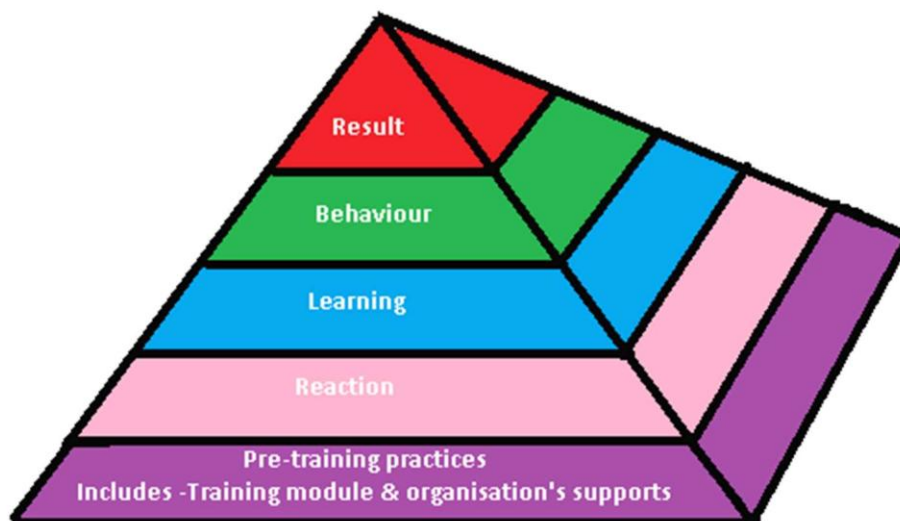 Result
Behaviour
Learning
Reaction
Pre-training practices
Includes -Training module & organisation's supports